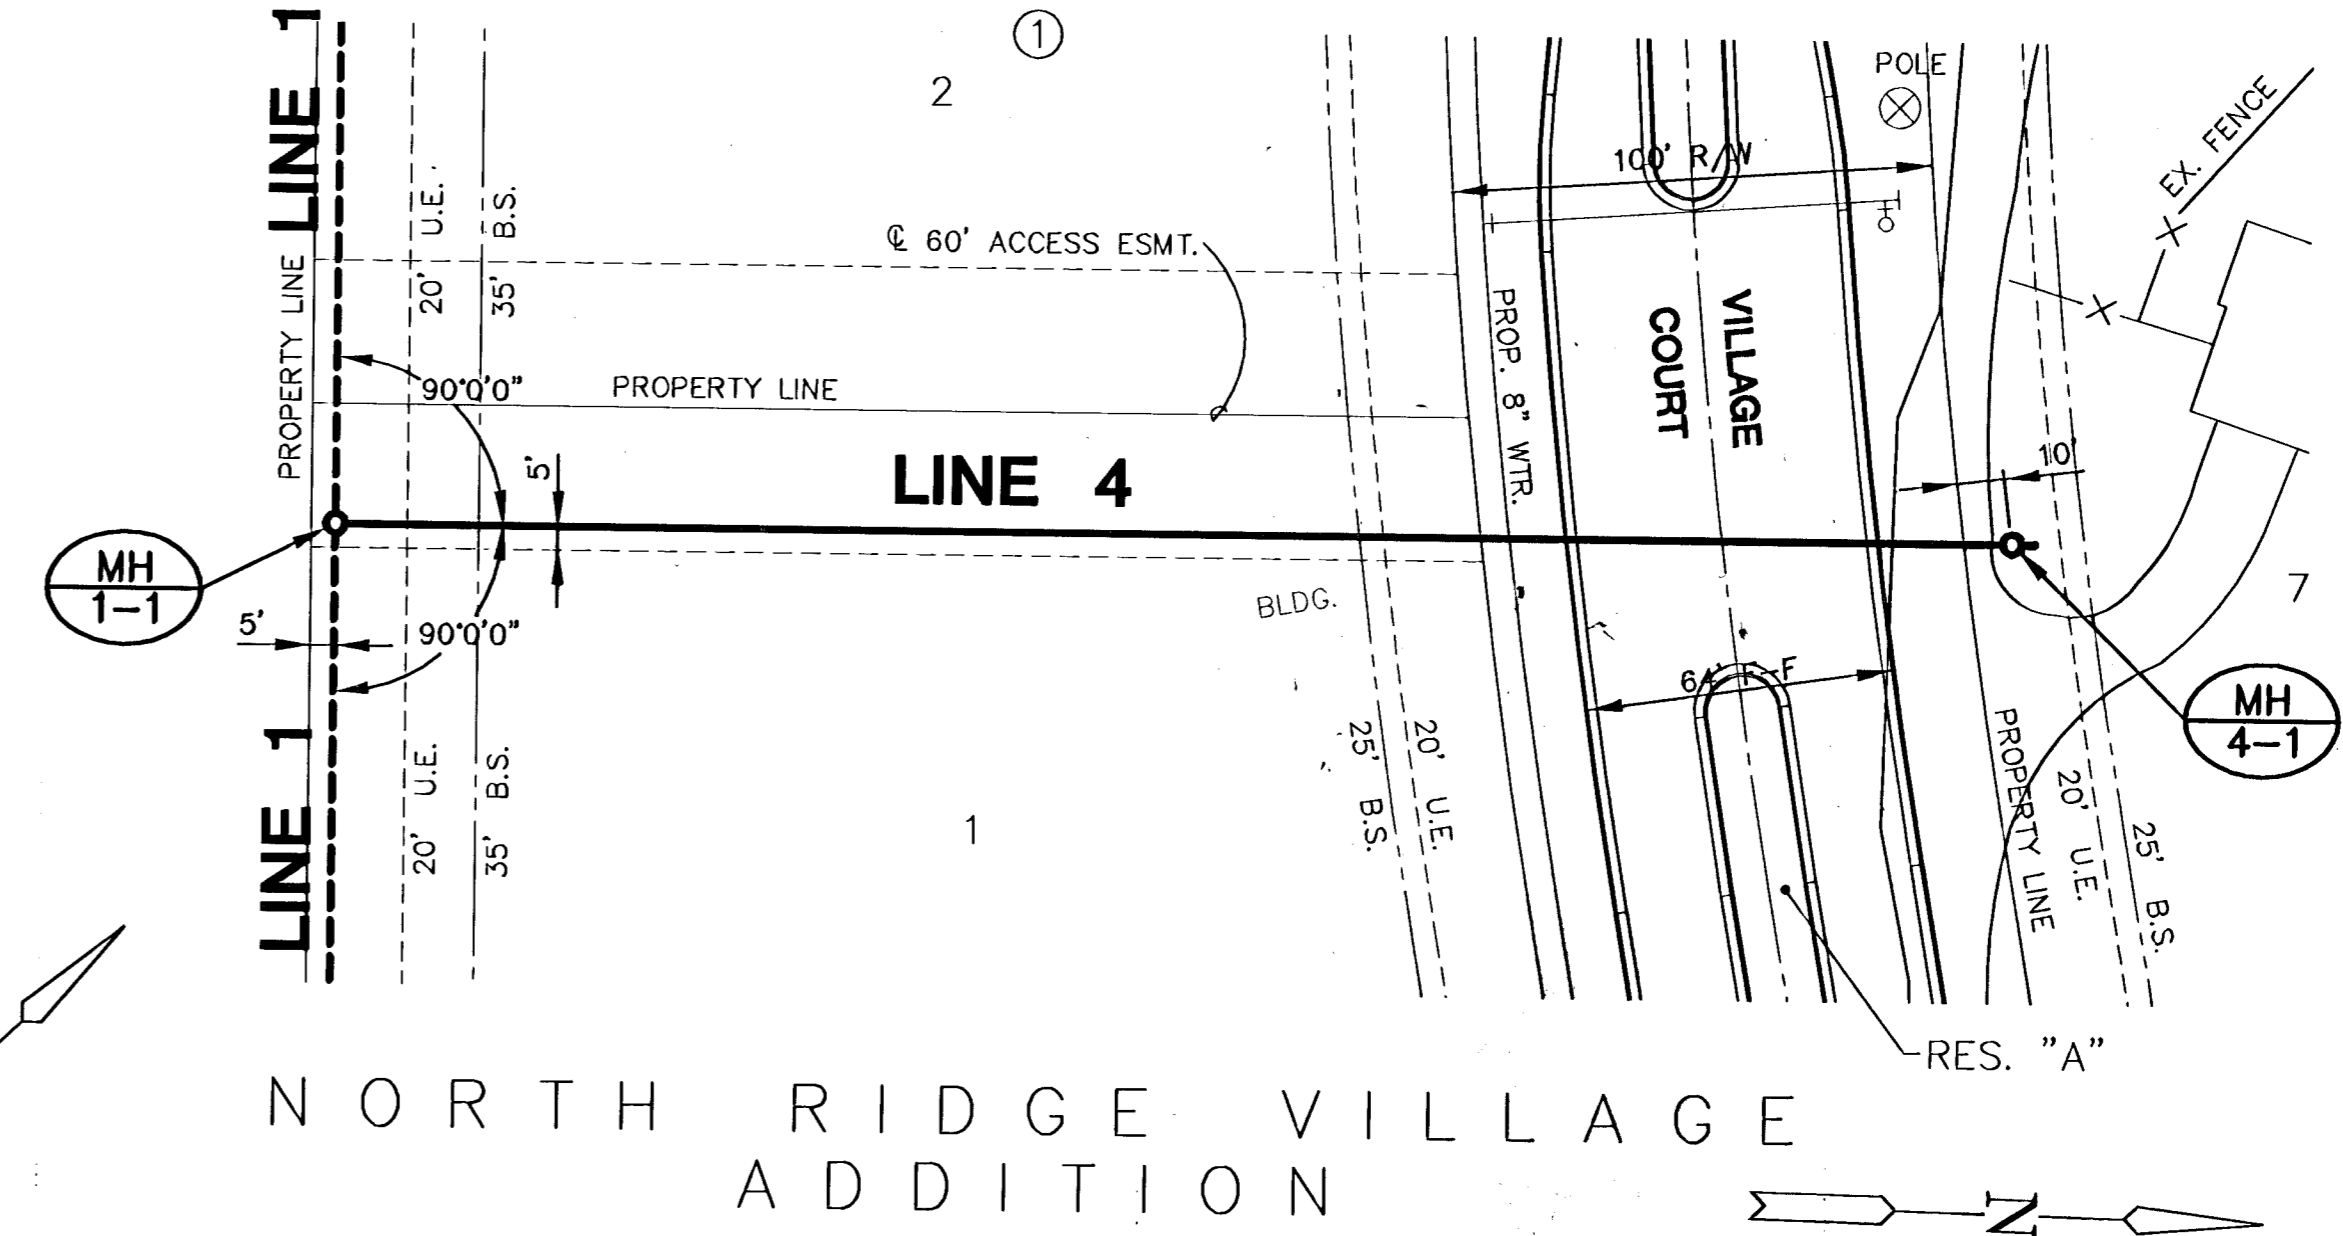 LINE 1
1
2
POLE
EX. FENCE
100' R/W
20' U.E.
35' B.S.
℄ 60' ACCESS ESMT.
PROPERTY LINE
90°0'0"
PROPERTY LINE
PROP. 8" WTR.
VILLAGE
COURT
5'
LINE 4
10'
MH
1-1
5'
90°0'0"
BLDG.
7
64' F-F
MH
4-1
LINE 1
20' U.E.
35' B.S.
1
25' B.S.
20' U.E.
PROPERTY LINE
20' U.E.
25' B.S.
RES. "A"
NORTH RIDGE VILLAGE
ADDITION
N